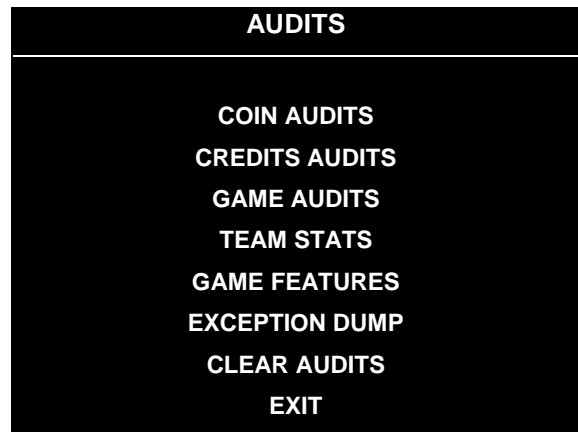 AUDITS
COIN AUDITS
CREDITS AUDITS
GAME AUDITS
TEAM STATS
GAME FEATURES
EXCEPTION DUMP
CLEAR AUDITS
EXIT